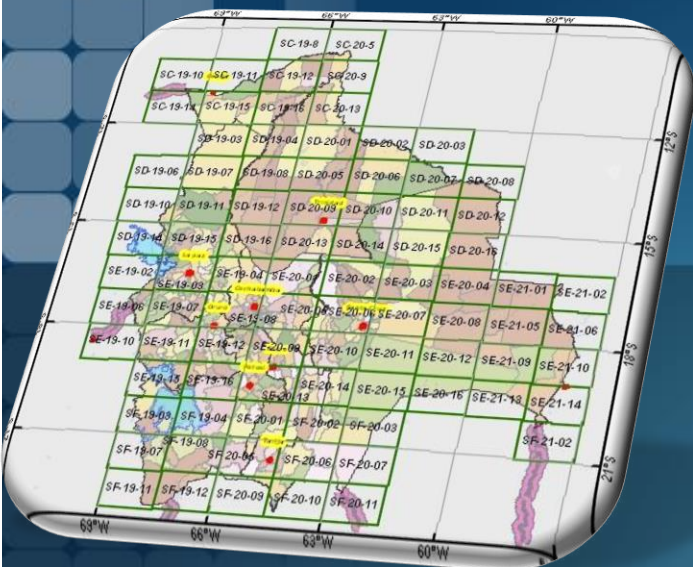 69°W 66°W 60°W
SC-19-8 SC-20-5
SC-19-10 SC-19-11 SC-19-12 SC-20-9
SC-19-14 SC-19-15 SC-19-16 SC-20-13
SD-19-03 SD-19-04 SD-20-01 SD-20-02 SD-20-03
12°S
SD-19-06 SD-19-07 SD-19-08 SD-20-05 SD-20-06 SD-20-07 SD-20-08
SD-19-10 SD-19-11 SD-19-12 SD-20-09 SD-20-10 SD-20-11 SD-20-12
SD-19-14 SD-19-15 SD-19-16 SD-20-13 SD-20-14 SD-20-15 SD-20-16
15°S
SE-19-02 SE-19-03 SE-19-04 SE-20-01 SE-20-02 SE-20-03 SE-20-04 SE-21-01 SE-21-02
Cochabamba
SE-19-06 SE-19-07 Oruro SE-19-08 SE-20-05 SE-20-06 SE-20-07 SE-20-08 SE-21-05 SE-21-06
SE-19-10 SE-19-11 SE-19-12 SE-20-09 SE-20-10 SE-20-11 SE-20-12 SE-21-09 SE-21-10
18°S
Potosi
SE-19-15 SE-19-16 SE-20-13 SE-20-14 SE-20-15 SE-20-16 SE-21-13 SE-21-14
SF-19-03 SF-19-04 SF-20-01 SF-20-02 SF-20-03 SF-21-02
Tarija
SF-19-07 SF-19-08 SF-20-05 SF-20-06 SF-20-07
21°S
SF-19-11 SF-19-12 SF-20-09 SF-20-10 SF-20-11
69°W 66°W 63°W 60°W